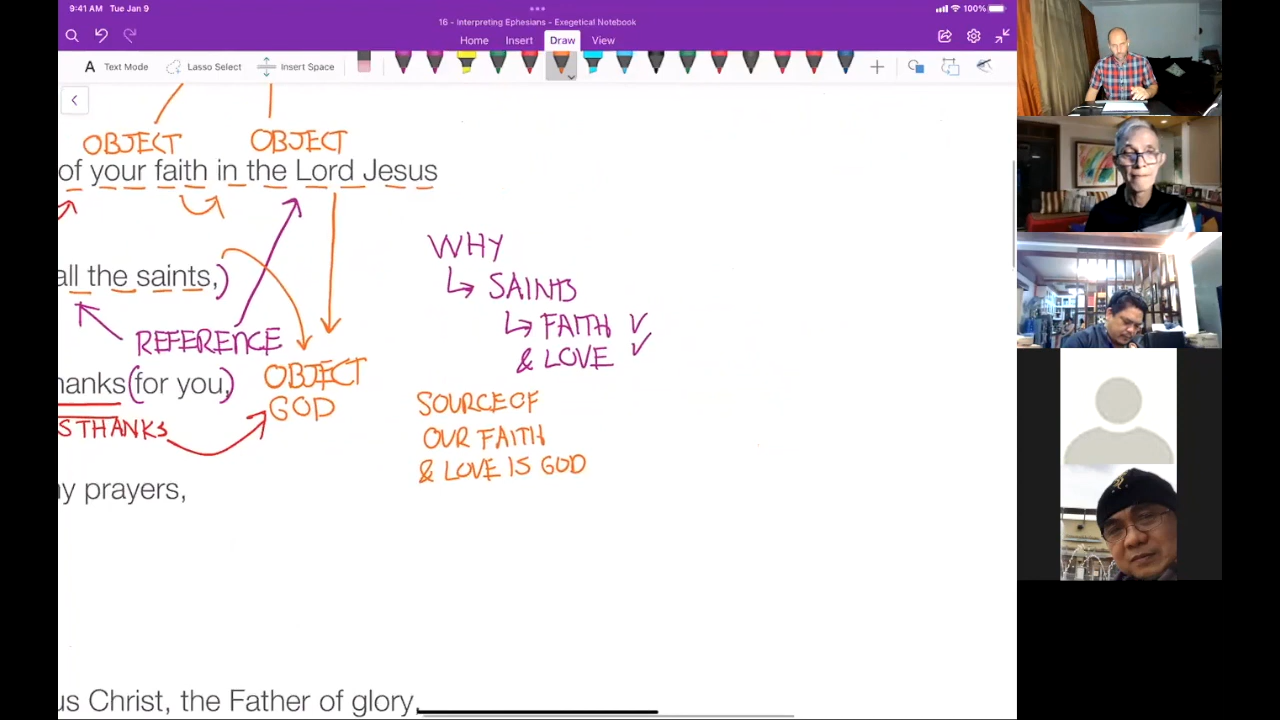 9:41 AM Tue Jan 9
100%
16 - Interpreting Ephesians - Exegetical Notebook
Home Insert Draw View
A Text Mode Lasso Select Insert Space
OBJECT OBJECT
of your faith in the Lord Jesus
WHY
all the saints,)
SAINTS
FAITH
REFERENCE
& LOVE
hanks (for you,)
OBJECT
GOD
SOURCE OF
S THANKS
OUR FAITH
& LOVE IS GOD
ny prayers,
us Christ, the Father of glory,